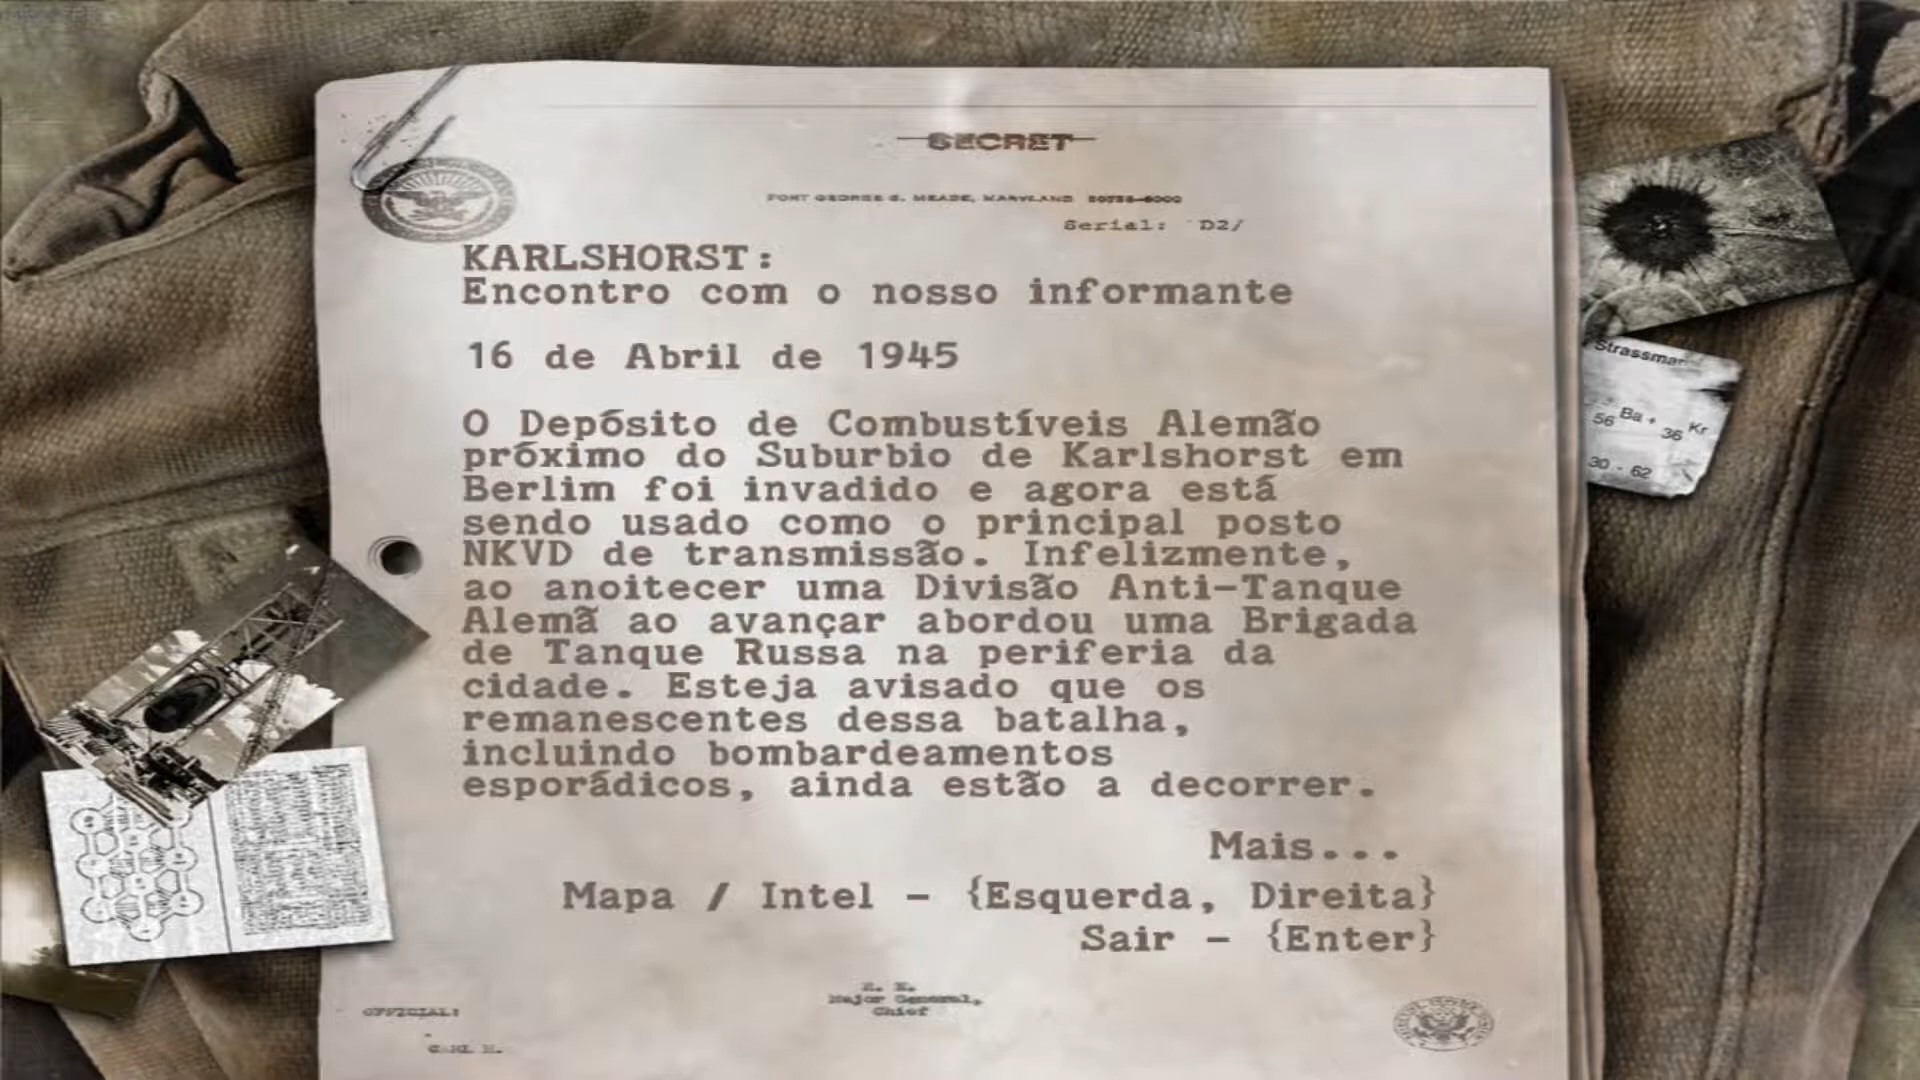 SECRET
FORT GEORGE G. MEADE, MARYLAND 20755-6000
Serial: D2/
KARLSHORST:
Encontro com o nosso informante
16 de Abril de 1945
O Depósito de Combustíveis Alemão
próximo do Suburbio de Karlshorst em
Berlim foi invadido e agora está
sendo usado como o principal posto
NKVD de transmissão. Infelizmente,
ao anoitecer uma Divisão Anti-Tanque
Alemã ao avançar abordou uma Brigada
de Tanque Russa na periferia da
cidade. Esteja avisado que os
remanescentes dessa batalha,
incluindo bombardeamentos
esporádicos, ainda estão a decorrer.
Mais...
Mapa / Intel - {Esquerda, Direita}
Sair - {Enter}
Major General,
Chief
OFFICIAL:
CARL H.
Strassman
56 Ba + 36 Kr
30 - 62